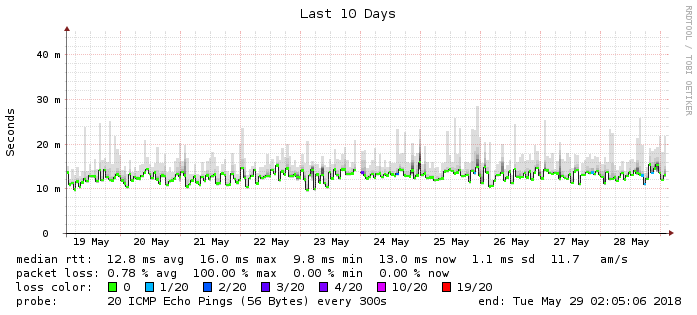 Last 10 Days
RRDTOOL / TOBI OETIKER
Seconds
40 m
30 m
20 m
10 m
0
19 May 20 May 21 May 22 May 23 May 24 May 25 May 26 May 27 May 28 May
median rtt: 12.8 ms avg 16.0 ms max 9.8 ms min 13.0 ms now 1.1 ms sd 11.7 am/s
packet loss: 0.78 % avg 100.00 % max 0.00 % min 0.00 % now
loss color: 0 1/20 2/20 3/20 4/20 10/20 19/20
probe: 20 ICMP Echo Pings (56 Bytes) every 300s end: Tue May 29 02:05:06 2018